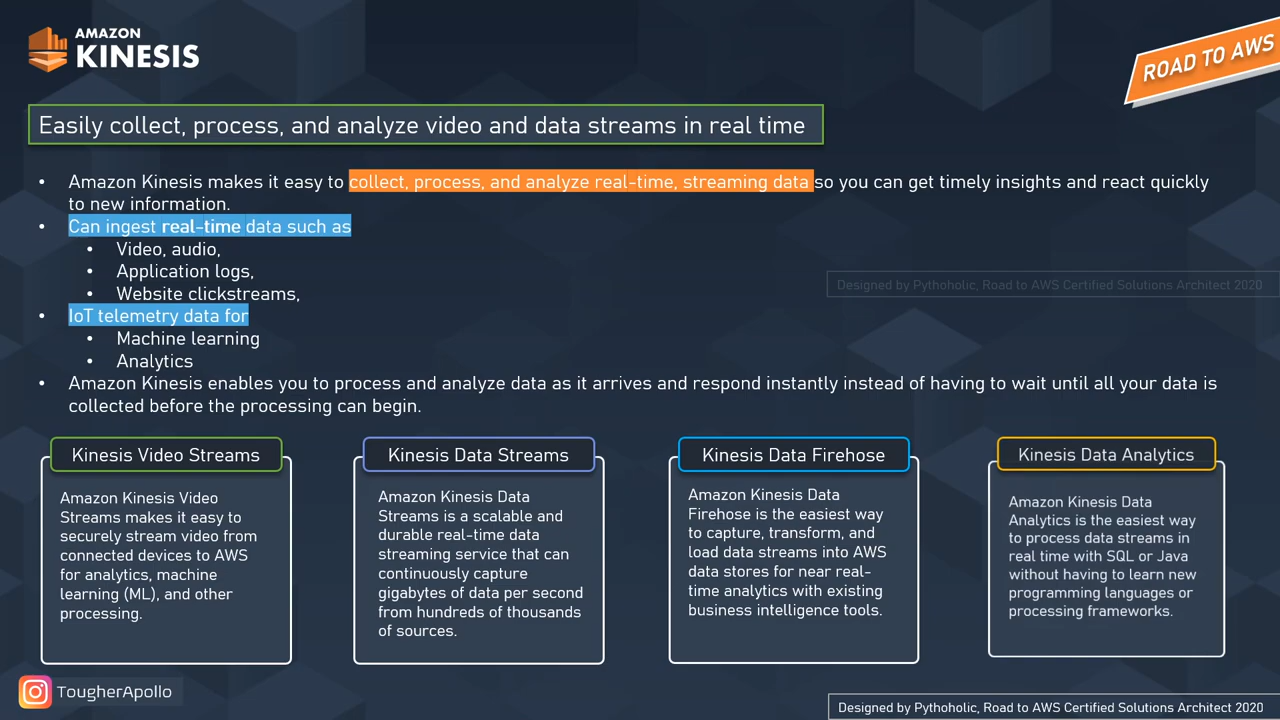 AMAZON
KINESIS
ROAD TO AWS
Easily collect, process, and analyze video and data streams in real time
• Amazon Kinesis makes it easy to collect, process, and analyze real-time, streaming data so you can get timely insights and react quickly
to new information.
• Can ingest real-time data such as
• Video, audio,
• Application logs,
• Website clickstreams,
Designed by Pythoholic, Road to AWS Certified Solutions Architect 2020
• IoT telemetry data for
• Machine learning
• Analytics
• Amazon Kinesis enables you to process and analyze data as it arrives and respond instantly instead of having to wait until all your data is
collected before the processing can begin.
Kinesis Video Streams
Amazon Kinesis Video
Streams makes it easy to
securely stream video from
connected devices to AWS
for analytics, machine
learning (ML), and other
processing.
Kinesis Data Streams
Amazon Kinesis Data
Streams is a scalable and
durable real-time data
streaming service that can
continuously capture
gigabytes of data per second
from hundreds of thousands
of sources.
Kinesis Data Firehose
Amazon Kinesis Data
Firehose is the easiest way
to capture, transform, and
load data streams into AWS
data stores for near real-
time analytics with existing
business intelligence tools.
Kinesis Data Analytics
Amazon Kinesis Data
Analytics is the easiest way
to process data streams in
real time with SQL or Java
without having to learn new
programming languages or
processing frameworks.
TougherApollo
Designed by Pythoholic, Road to AWS Certified Solutions Architect 2020